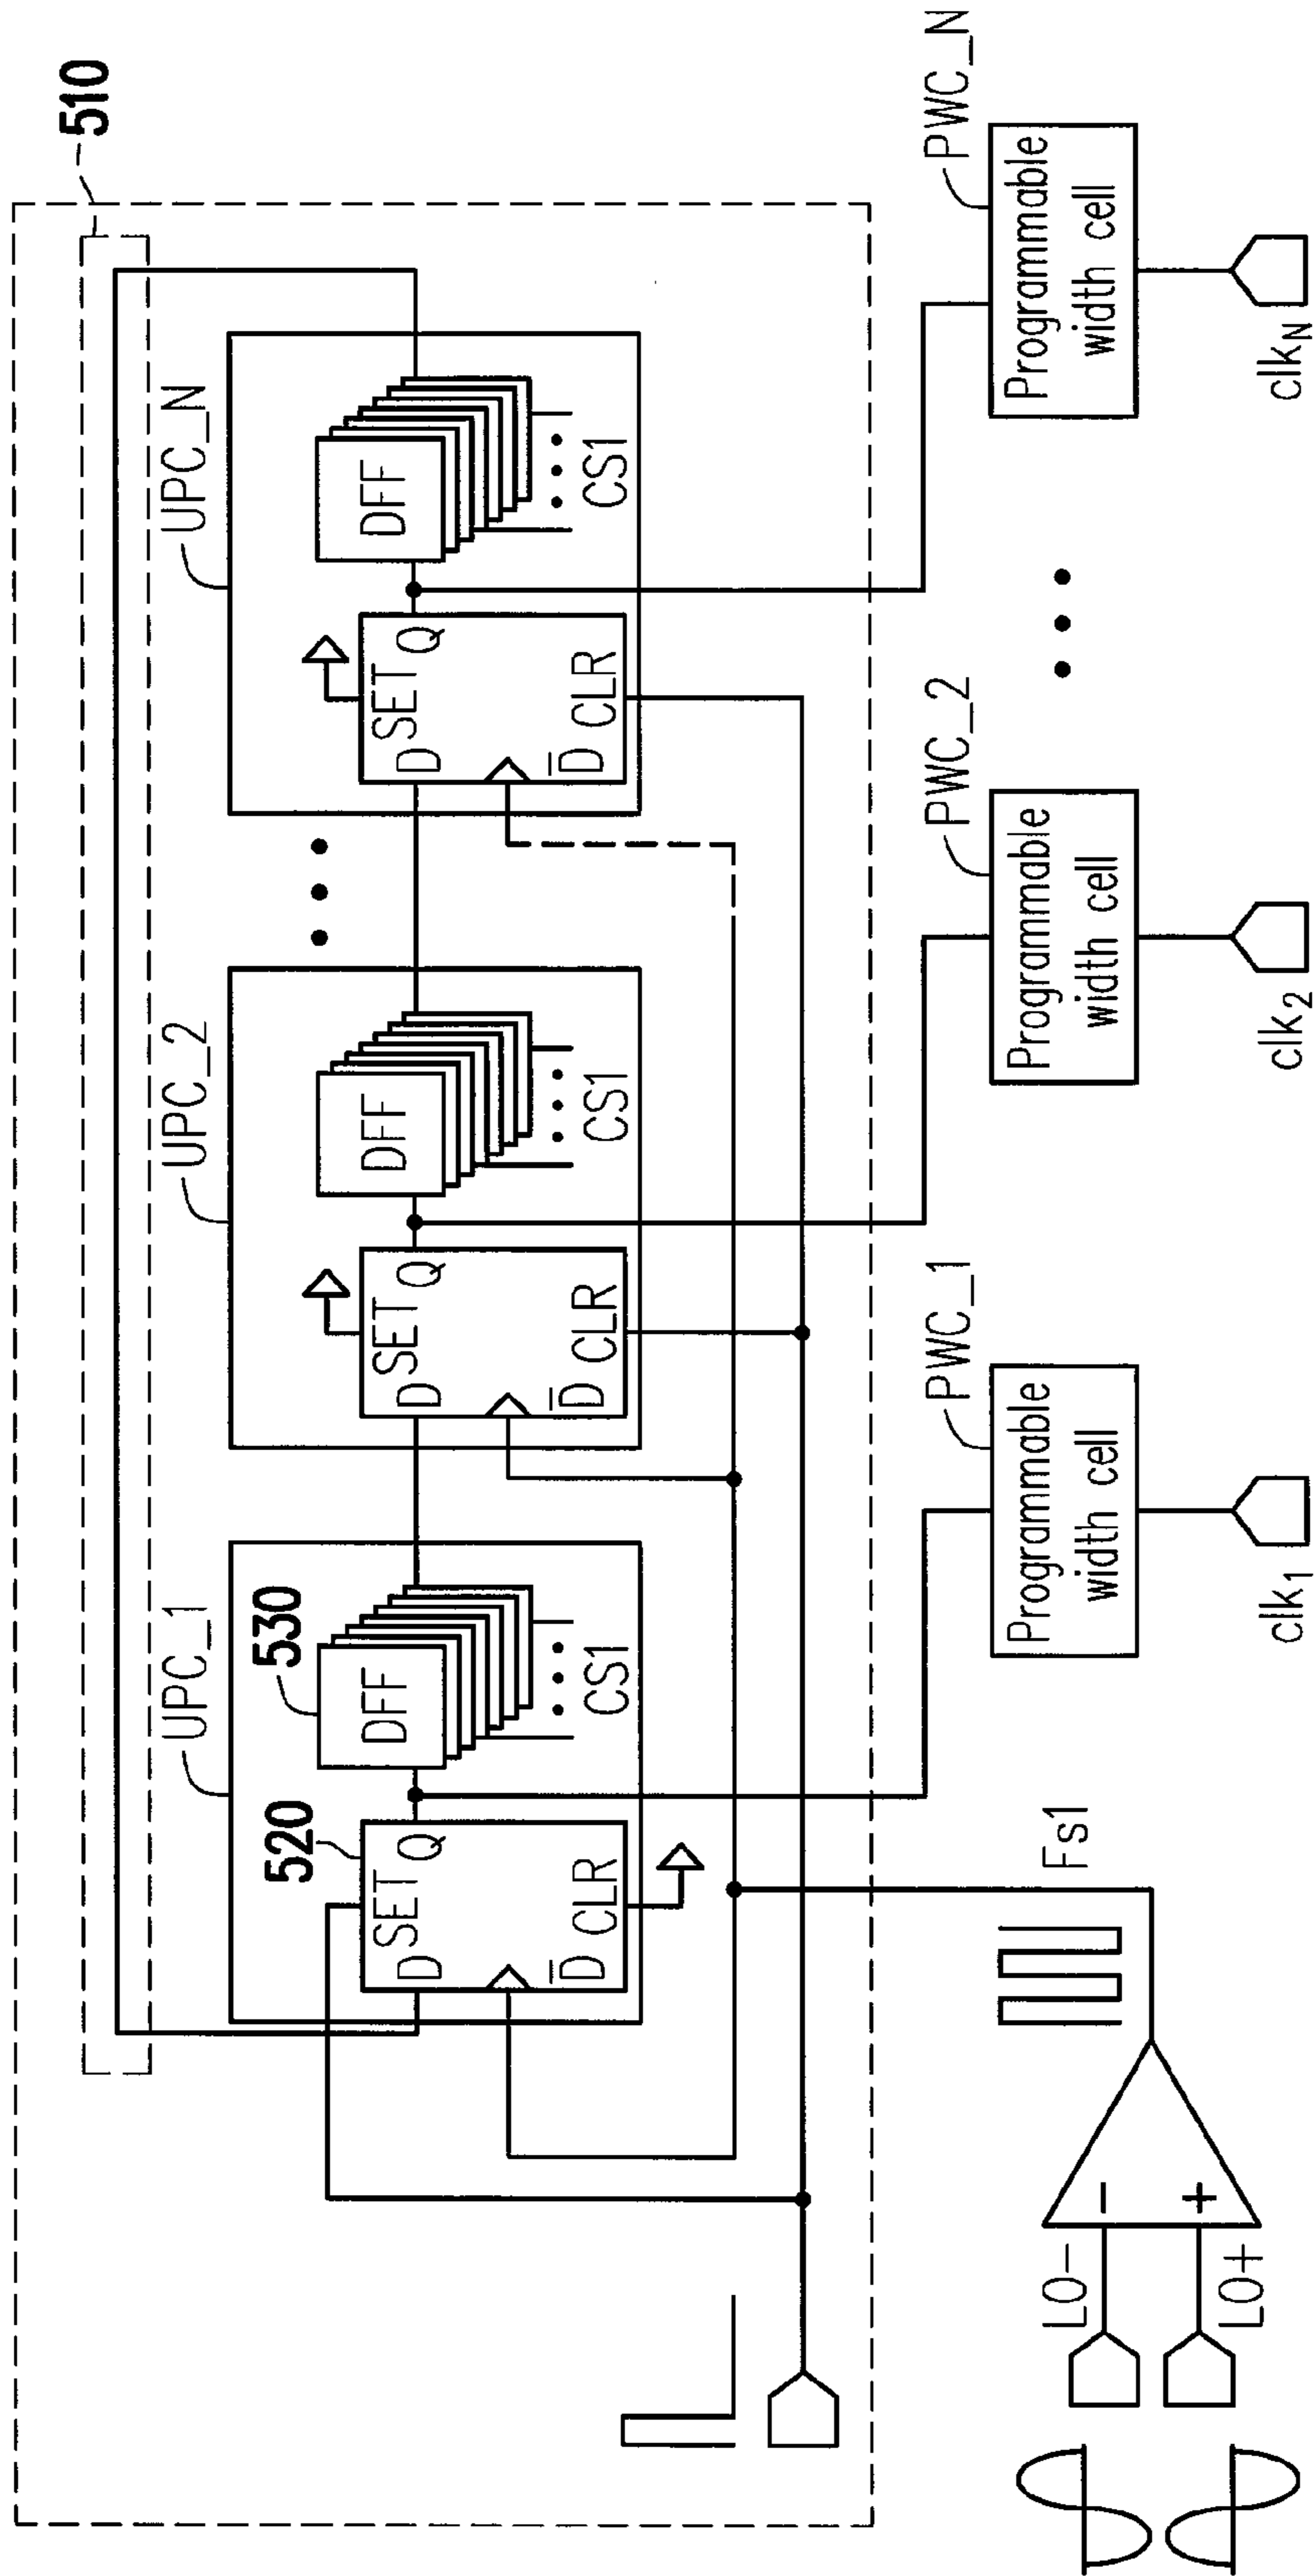 510
UPC_1
UPC_2
UPC_N
520
530
D SET Q
D̅ CLR
DFF
CS1
D SET Q
D̅ CLR
DFF
CS1
D SET Q
D̅ CLR
DFF
CS1
LO-
LO+
-
+
Fs1
PWC_1
Programmable
width cell
clk1
PWC_2
Programmable
width cell
clk2
PWC_N
Programmable
width cell
clkN